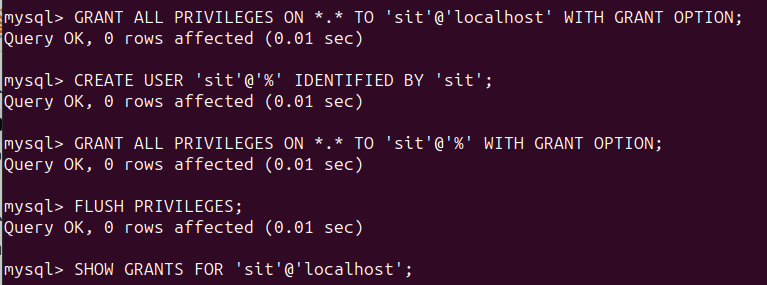 mysql> GRANT ALL PRIVILEGES ON *.* TO 'sit'@'localhost' WITH GRANT OPTION;
Query OK, 0 rows affected (0.01 sec)
mysql> CREATE USER 'sit'@'%' IDENTIFIED BY 'sit';
Query OK, 0 rows affected (0.01 sec)
mysql> GRANT ALL PRIVILEGES ON *.* TO 'sit'@'%' WITH GRANT OPTION;
Query OK, 0 rows affected (0.01 sec)
mysql> FLUSH PRIVILEGES;
Query OK, 0 rows affected (0.01 sec)
mysql> SHOW GRANTS FOR 'sit'@'localhost';